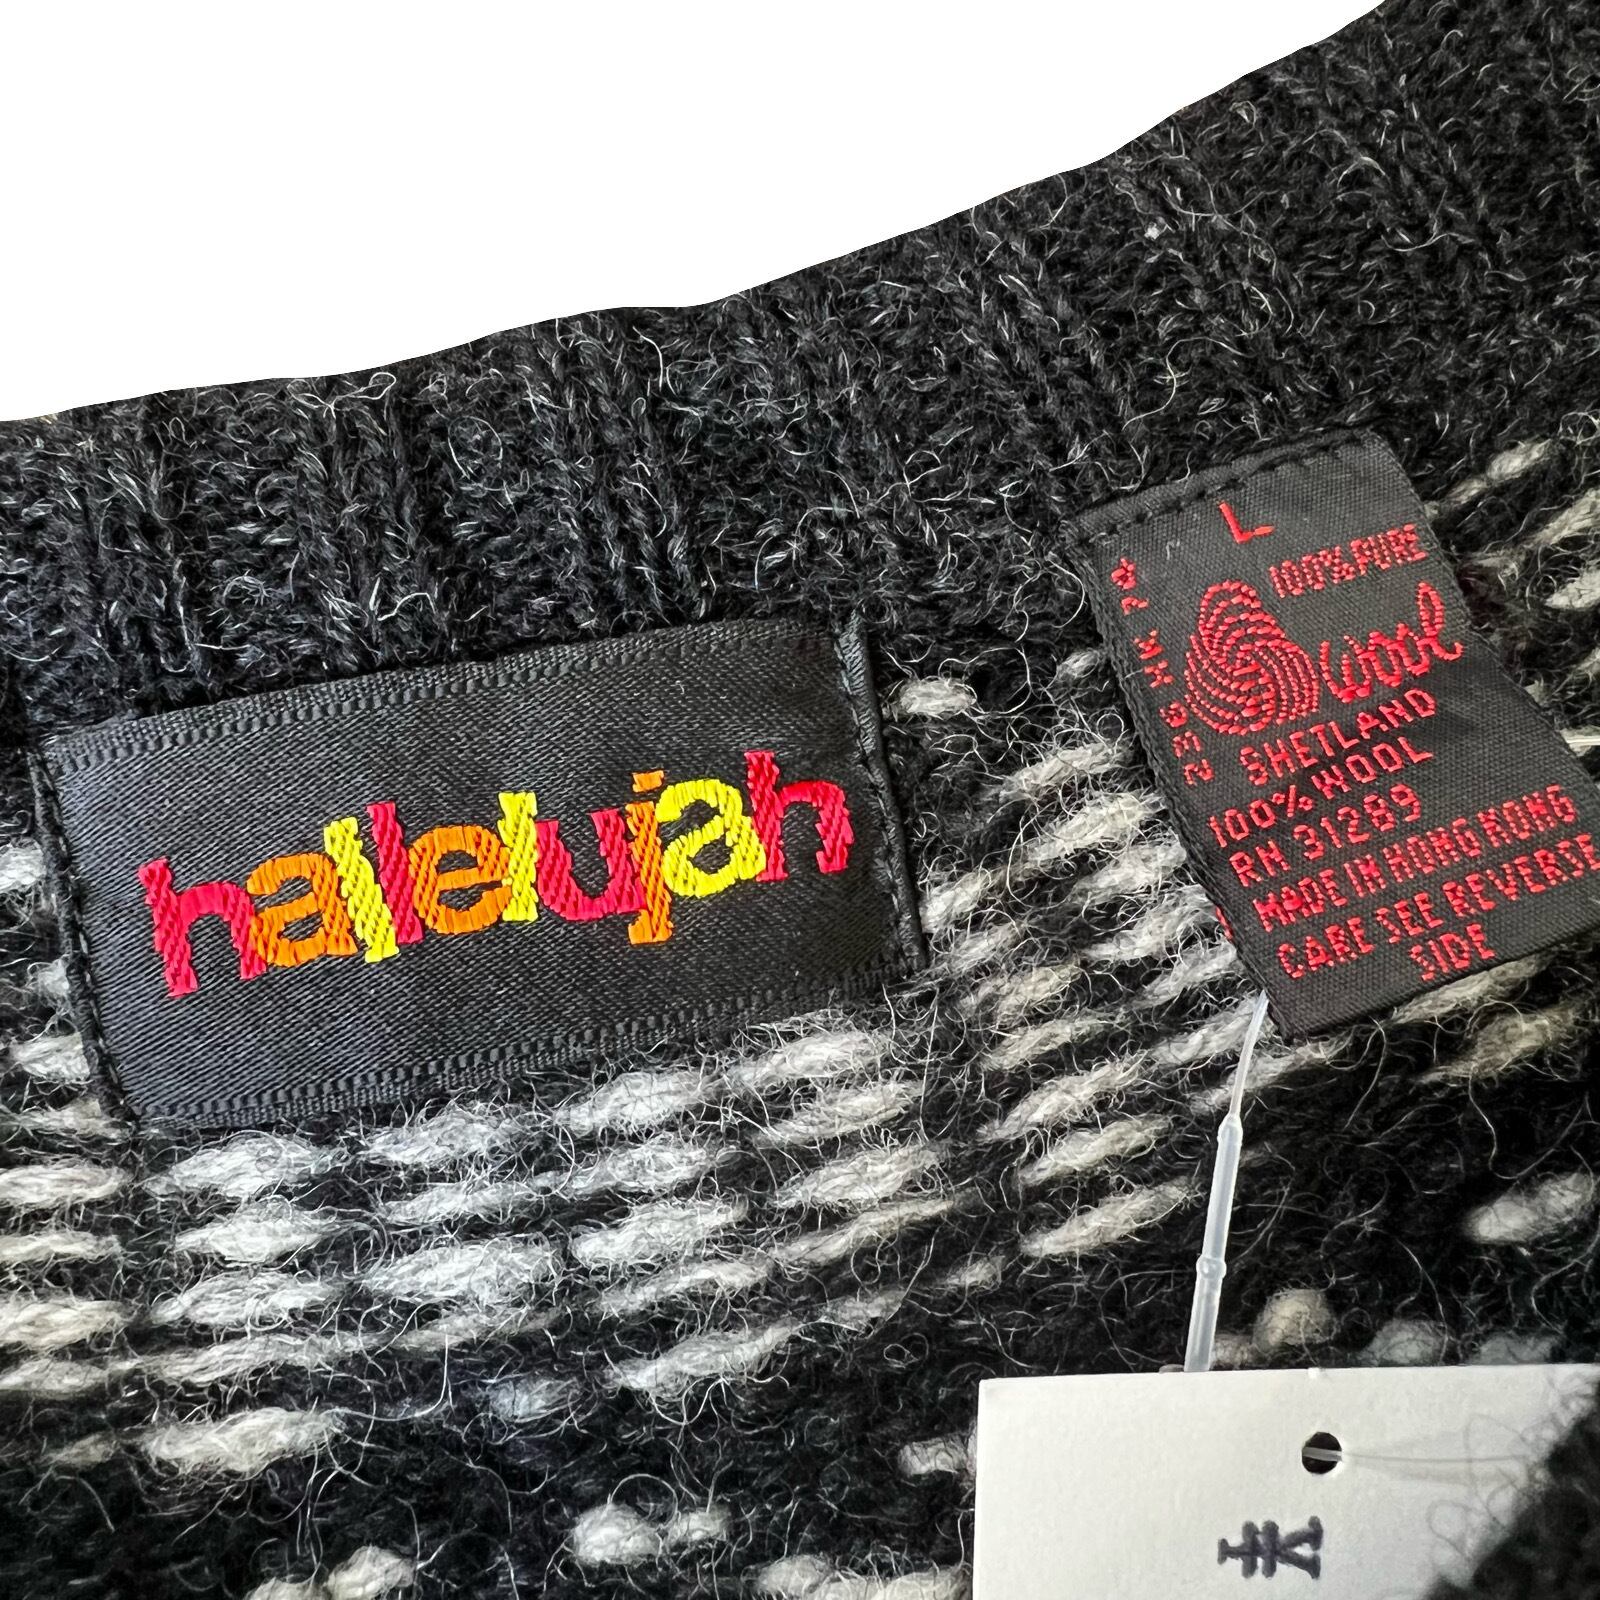 hallelujah
L
100% PURE
Wool
SHETLAND
100% WOOL
RN 31289
MADE IN HONG KONG
CARE SEE REVERSE
SIDE